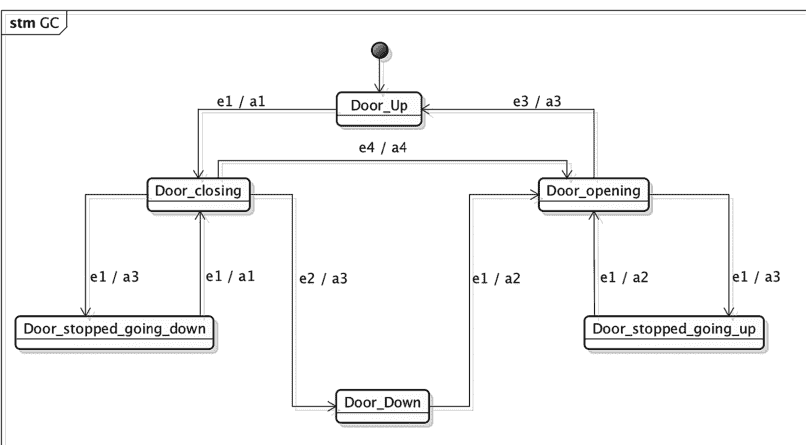 stm GC
Door_Up
e1 / a1
e3 / a3
e4 / a4
Door_closing
Door_opening
e1 / a3
e1 / a1
e2 / a3
e1 / a2
e1 / a2
e1 / a3
Door_stopped_going_down
Door_stopped_going_up
Door_Down